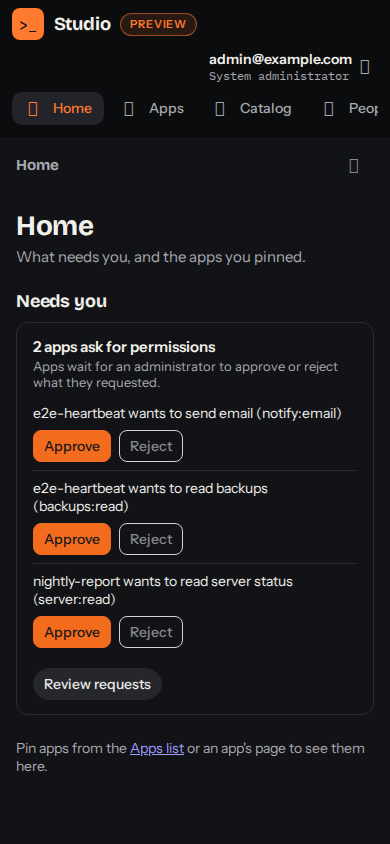 >_ Studio PREVIEW
admin@example.com
System administrator
Home Apps Catalog Peop
Home
Home
What needs you, and the apps you pinned.
Needs you
2 apps ask for permissions
Apps wait for an administrator to approve or reject
what they requested.
e2e-heartbeat wants to send email (notify:email)
Approve Reject
e2e-heartbeat wants to read backups
(backups:read)
Approve Reject
nightly-report wants to read server status
(server:read)
Approve Reject
Review requests
Pin apps from the Apps list or an app's page to see them
here.